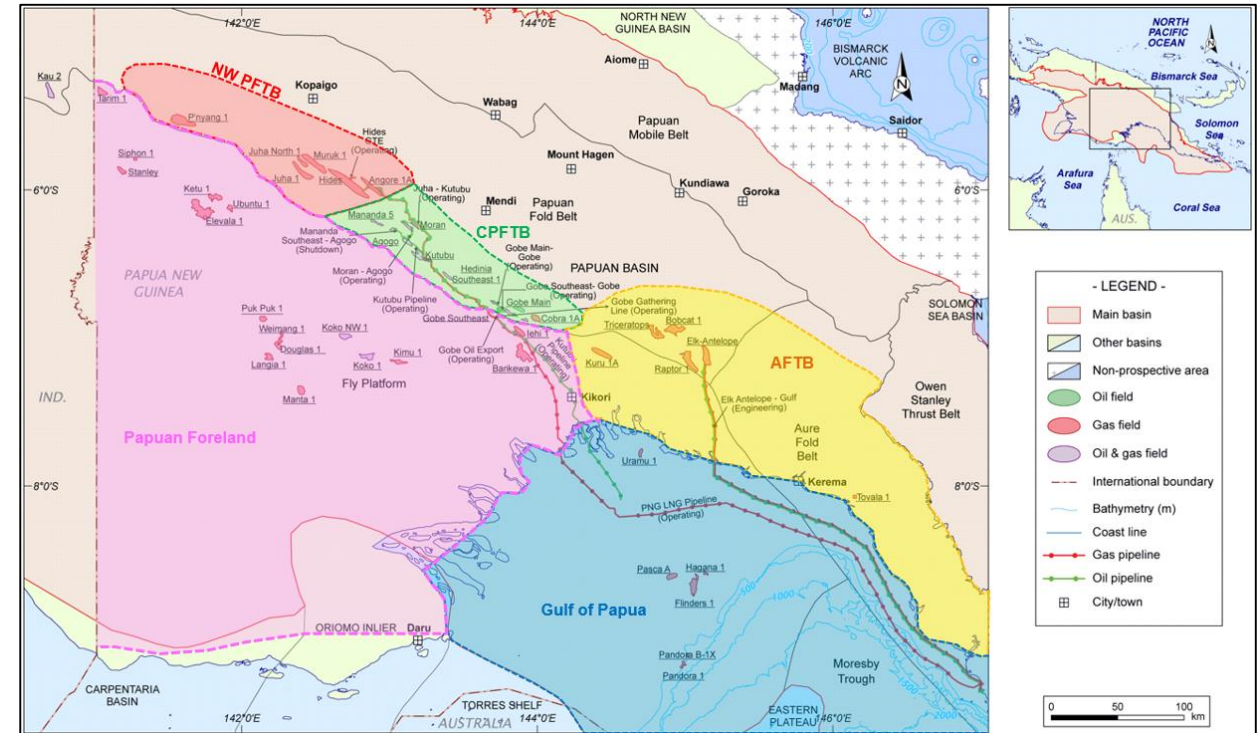 142°0'E
144°0'E
146°0'E
NORTH NEW
GUINEA BASIN
BISMARCK
VOLCANIC
ARC
N
Aiome
Madang
Saidor
Kau 2
Tarim 1
NW PFTB
Kopaigo
Wabag
Papuan
Mobile Belt
P'nyang 1
Siphon 1
Stanley
Juha North 1
Muruk 1
Hides
GTE
(Operating)
Juha 1
Hides
Angore 1A
Mount Hagen
Kundiawa
Goroka
6°0'S
6°0'S
Ketu 1
Ubuntu 1
Elevala 1
Juha - Kutubu
(Operating)
Mendi
Papuan
Fold Belt
Mananda 5
Moran
CPFTB
Mananda
Southeast - Agogo
(Shutdown)
Agogo
Kutubu
Gobe Main-
Gobe
(Operating)
Moran - Agogo
(Operating)
Hedinia
Southeast 1
PAPUAN BASIN
PAPUA NEW
GUINEA
Kutubu Pipeline
(Operating)
Gobe Southeast- Gobe
(Operating)
Gobe Main
Gobe Gathering
Line (Operating)
SOLOMON
SEA BASIN
Puk Puk 1
Weimang 1
Koko NW 1
Gobe Southeast
Cobra 1A
Iehi 1
Triceratops
Bobcat 1
Douglas 1
Langia 1
Koko 1
Kimu 1
Gobe Oil Export
(Operating)
Barikewa 1
Kutubu
Pipeline
(Operating)
Kuru 1A
Elk-Antelope
Raptor 1
AFTB
Fly Platform
IND.
Manta 1
Kikori
Elk Antelope - Gulf
(Engineering)
Owen
Stanley
Thrust Belt
Papuan Foreland
Aure
Fold
Belt
Uramu 1
Kerema
8°0'S
8°0'S
Tovala 1
PNG LNG Pipeline
(Operating)
Pasca A
Hagana 1
Flinders 1
500
1000
Gulf of Papua
ORIOMO INLIER
Daru
Pandora B-1X
Pandora 1
Moresby
Trough
1500
2000
CARPENTARIA
BASIN
TORRES SHELF
AUSTRALIA
EASTERN
PLATEAU
142°0'E
144°0'E
146°0'E
NORTH
PACIFIC
OCEAN
N
Bismarck Sea
Solomon
Sea
Arafura
Sea
Coral Sea
AUS.
- LEGEND -
Main basin
Other basins
Non-prospective area
Oil field
Gas field
Oil & gas field
International boundary
Bathymetry (m)
Coast line
Gas pipeline
Oil pipeline
City/town
0 50 100
km